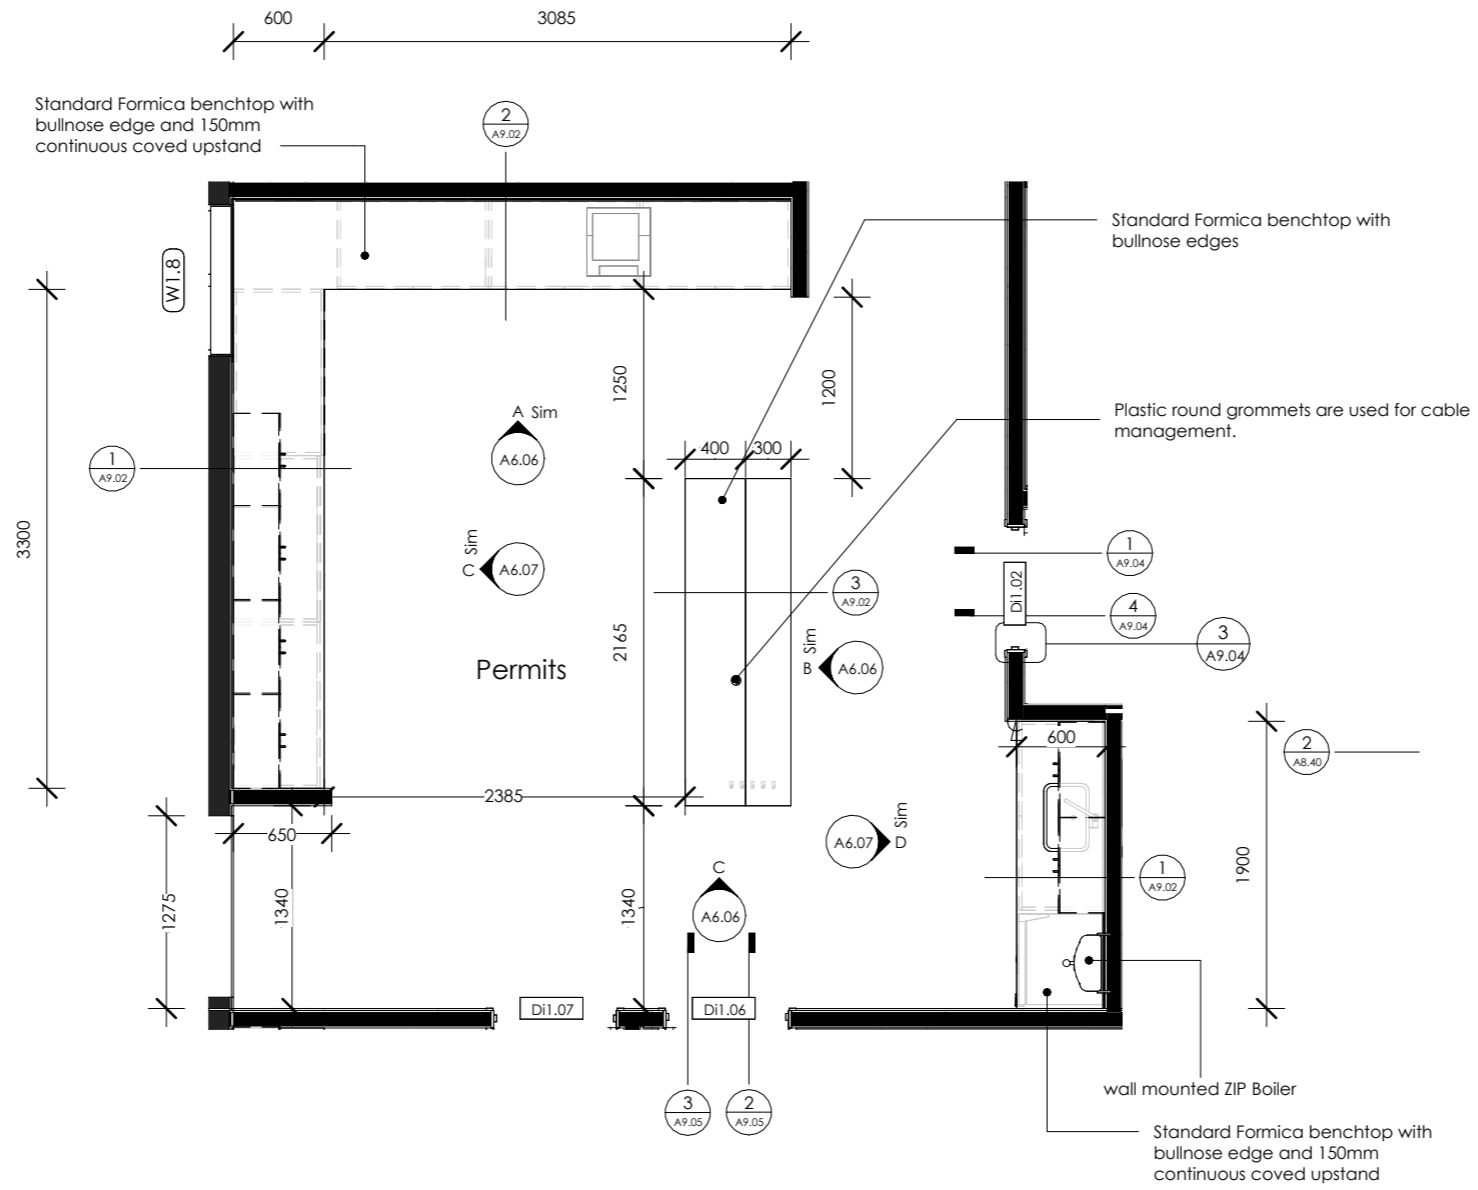 600
3085
Standard Formica benchtop with
bullnose edge and 150mm
continuous coved upstand
2
A9.02
Standard Formica benchtop with
bullnose edges
W1.8
1250
1200
Plastic round grommets are used for cable
management.
A Sim
A6.06
400
300
1
A9.02
3300
Sim
C
A6.07
1
A9.04
Di1.02
3
A9.02
4
A9.04
3
A9.04
2165
Sim
B
A6.06
Permits
600
2
A8.40
2385
650
A6.07
Sim
D
1900
1275
1340
1340
C
A6.06
1
A9.02
Di1.07
Di1.06
wall mounted ZIP Boiler
3
A9.05
2
A9.05
Standard Formica benchtop with
bullnose edge and 150mm
continuous coved upstand